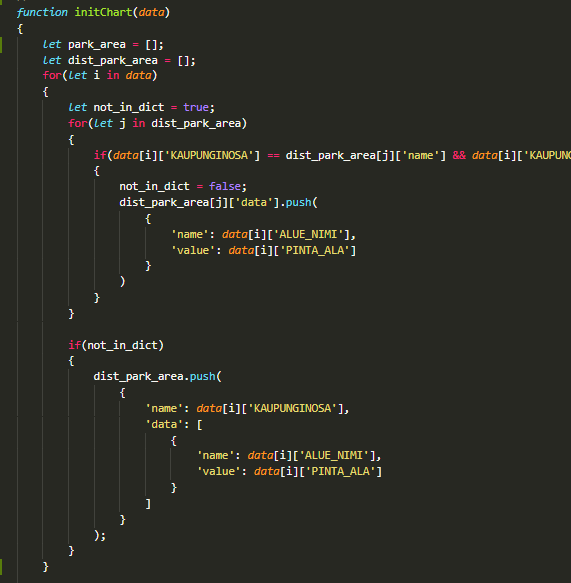 function initChart(data)
{
let park_area = [];
let dist_park_area = [];
for(let i in data)
{
let not_in_dict = true;
for(let j in dist_park_area)
{
if(data[i]['KAUPUNGINOSA'] == dist_park_area[j]['name'] && data[i]['KAUPUNG
{
not_in_dict = false;
dist_park_area[j]['data'].push(
{
'name': data[i]['ALUE_NIMI'],
'value': data[i]['PINTA_ALA']
}
)
}
}
if(not_in_dict)
{
dist_park_area.push(
{
'name': data[i]['KAUPUNGINOSA'],
'data': [
{
'name': data[i]['ALUE_NIMI'],
'value': data[i]['PINTA_ALA']
}
]
}
);
}
}